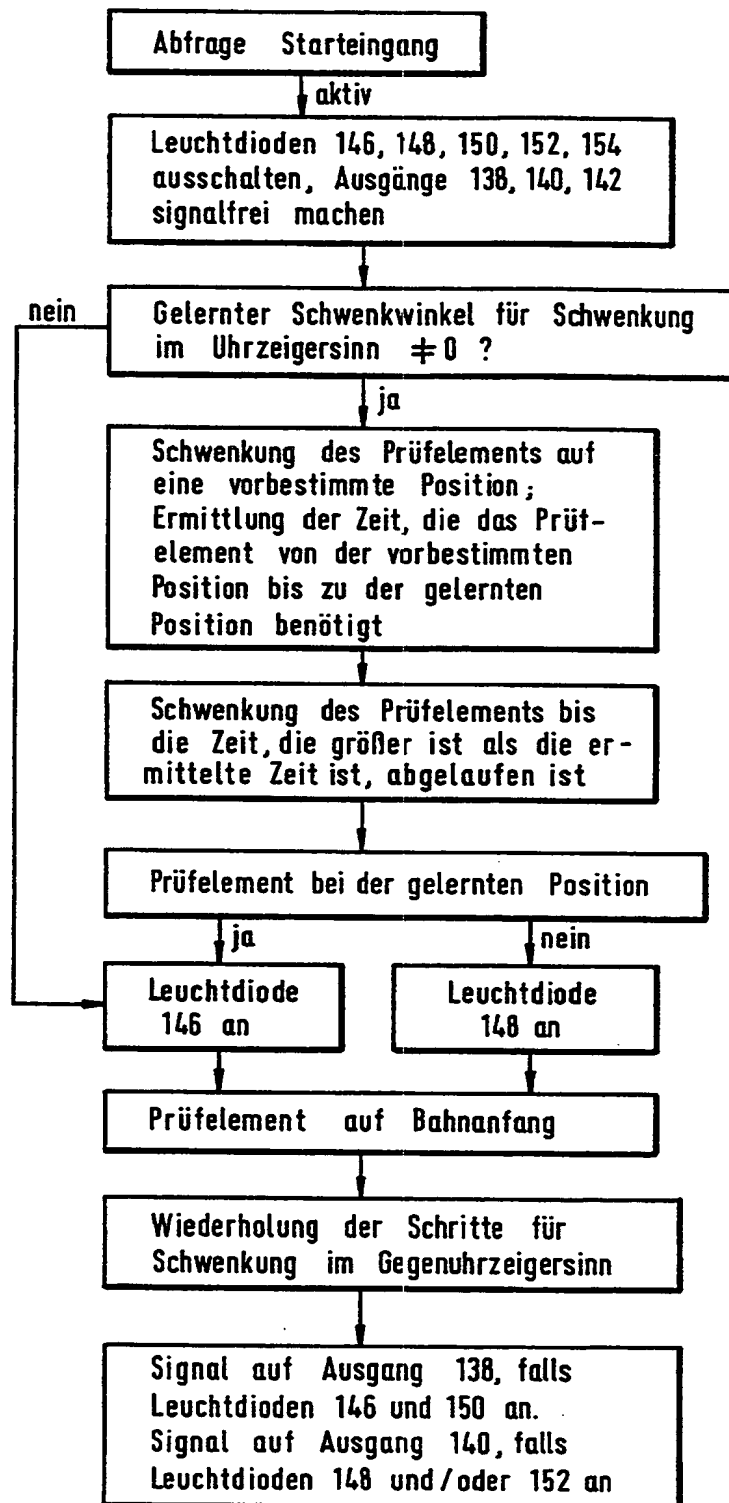 Abfrage Starteingang
aktiv
Leuchtdioden 146, 148, 150, 152, 154
ausschalten, Ausgänge 138, 140, 142
signalfrei machen
nein
Gelernter Schwenkwinkel für Schwenkung
im Uhrzeigersinn ≠ 0 ?
ja
Schwenkung des Prüfelements auf
eine vorbestimmte Position;
Ermittlung der Zeit, die das Prüf-
element von der vorbestimmten
Position bis zu der gelernten
Position benötigt
Schwenkung des Prüfelements bis
die Zeit, die größer ist als die er-
mittelte Zeit ist, abgelaufen ist
Prüfelement bei der gelernten Position
ja
nein
Leuchtdiode
146 an
Leuchtdiode
148 an
Prüfelement auf Bahnanfang
Wiederholung der Schritte für
Schwenkung im Gegenuhrzeigersinn
Signal auf Ausgang 138, falls
Leuchtdioden 146 und 150 an.
Signal auf Ausgang 140, falls
Leuchtdioden 148 und/oder 152 an